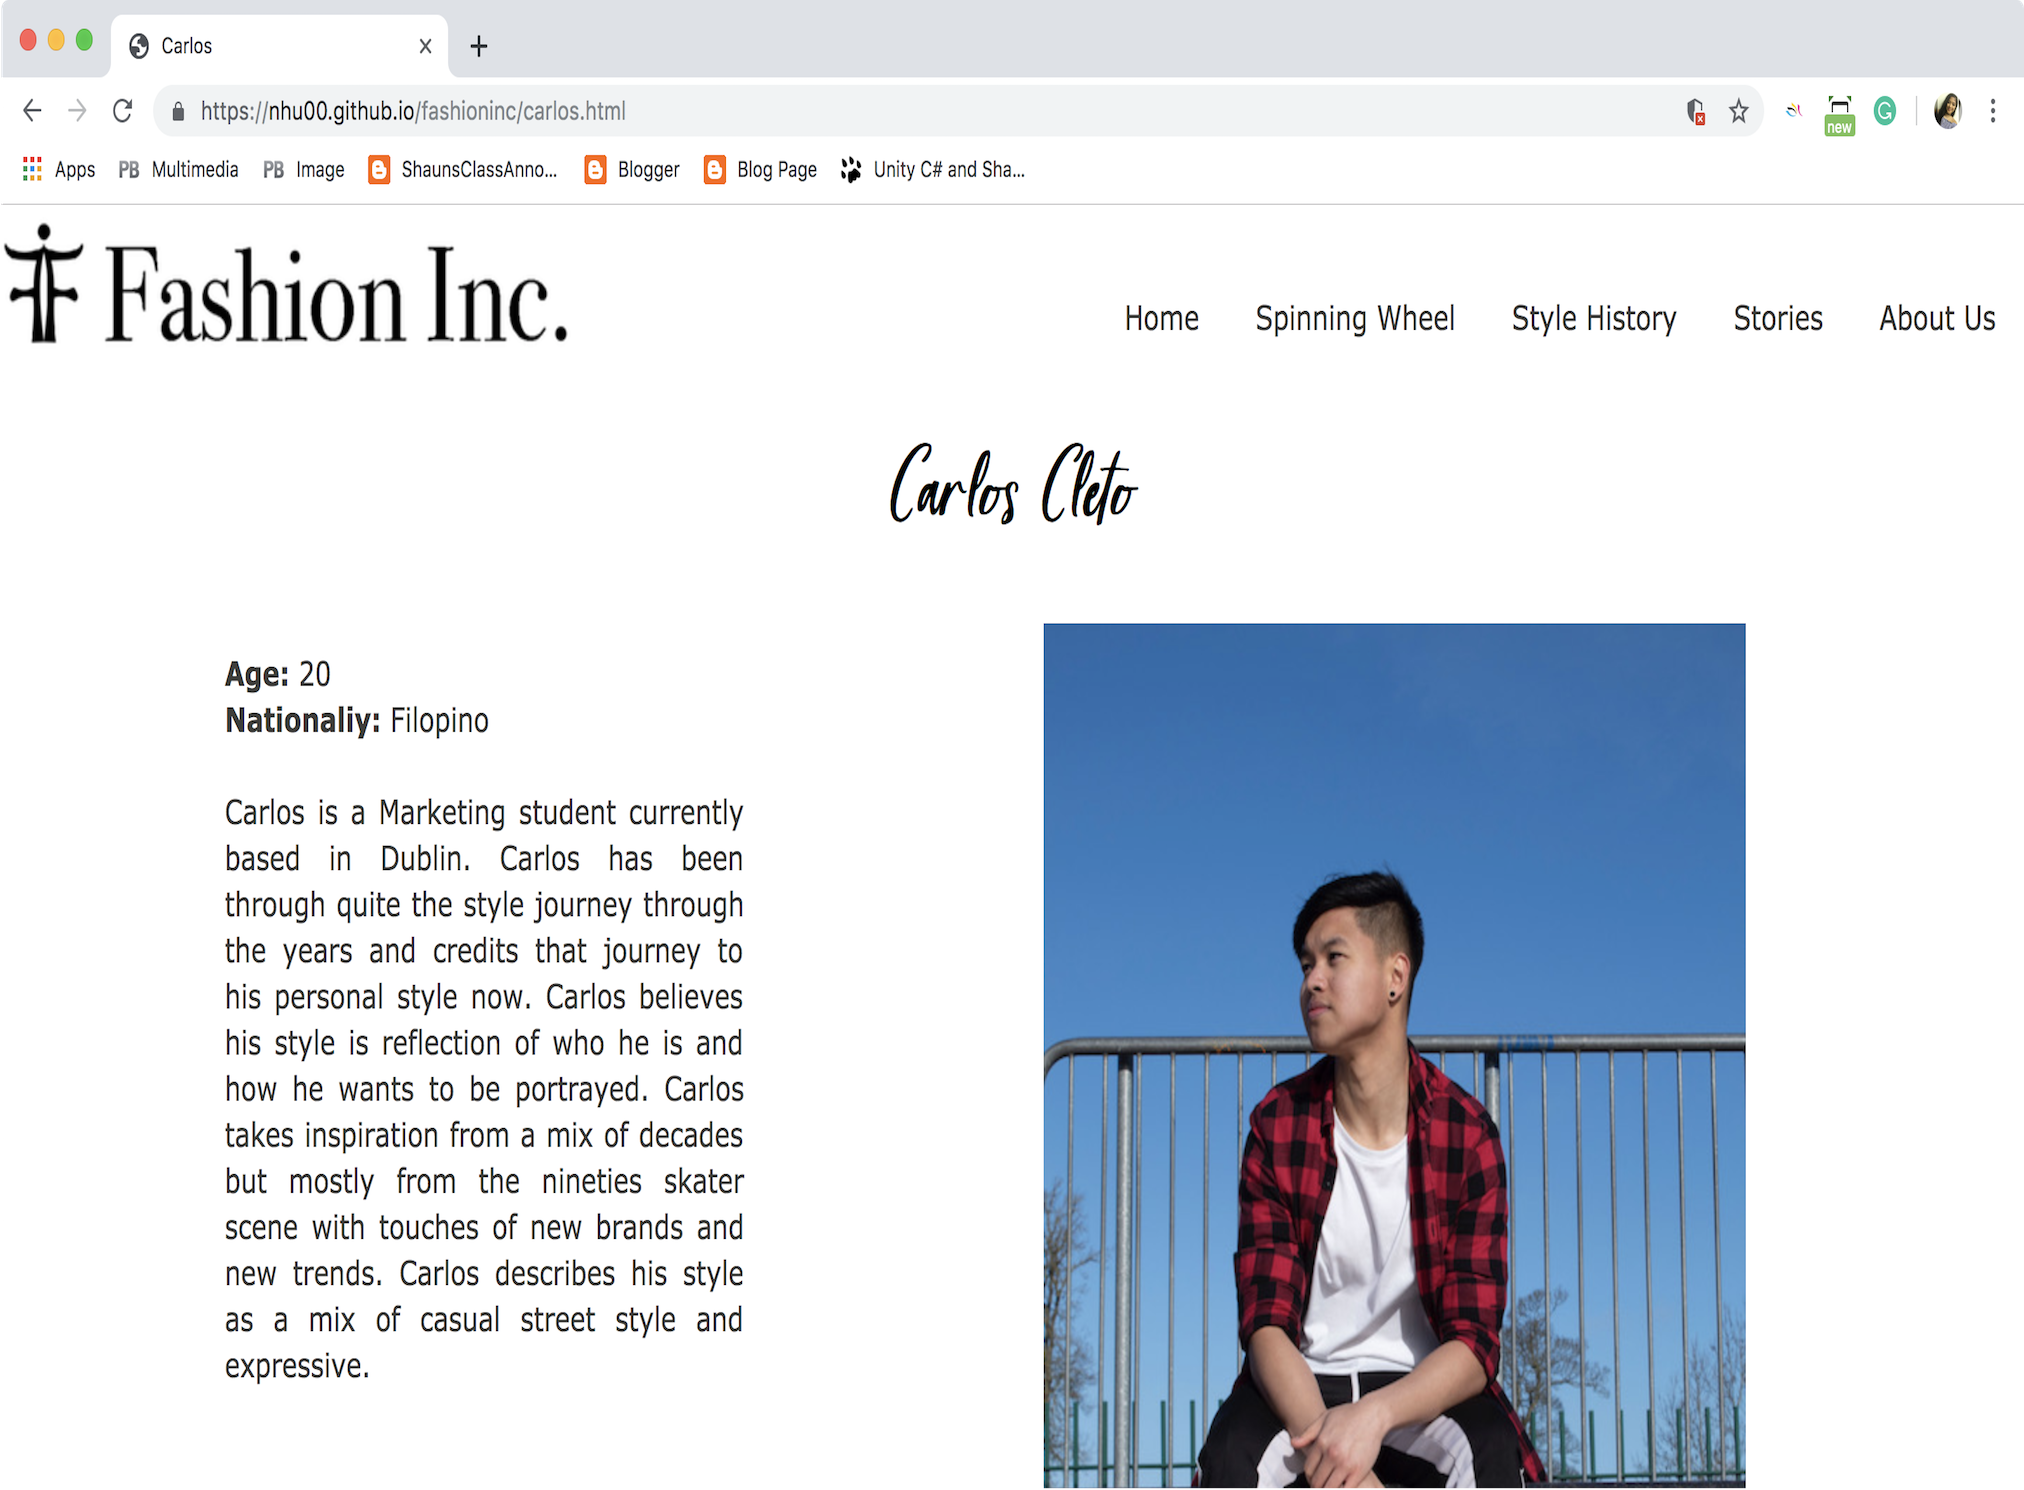 Carlos
https://nhu00.github.io/fashioninc/carlos.html
new
G
Apps PB Multimedia PB Image ShaunsClassAnno... Blogger Blog Page Unity C# and Sha...
Fashion Inc.
Home Spinning Wheel Style History Stories About Us
Carlos Cleto
Age: 20
Nationaliy: Filopino
Carlos is a Marketing student currently
based in Dublin. Carlos has been
through quite the style journey through
the years and credits that journey to
his personal style now. Carlos believes
his style is reflection of who he is and
how he wants to be portrayed. Carlos
takes inspiration from a mix of decades
but mostly from the nineties skater
scene with touches of new brands and
new trends. Carlos describes his style
as a mix of casual street style and
expressive.